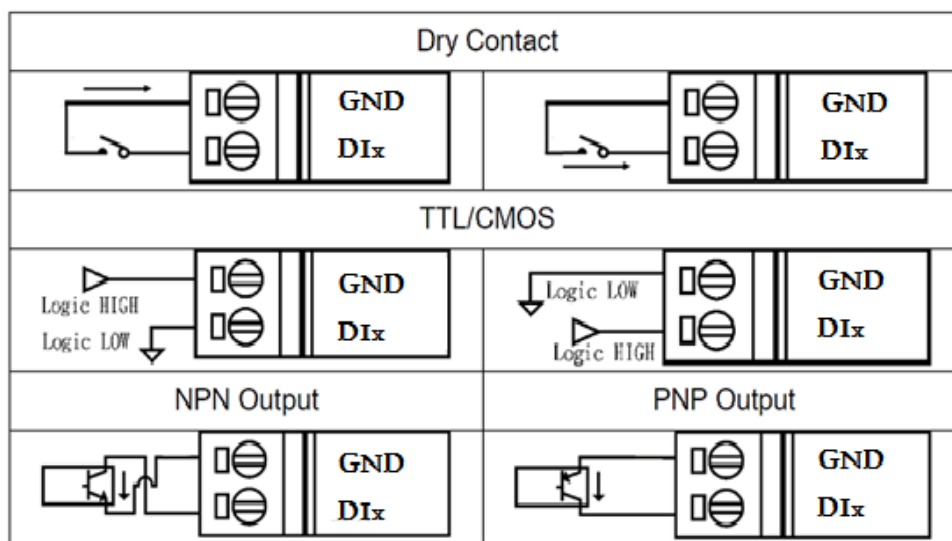 Dry Contact
GND
DIx
GND
DIx
TTL/CMOS
Logic HIGH
Logic LOW
GND
DIx
Logic LOW
Logic HIGH
GND
DIx
NPN Output
PNP Output
GND
DIx
GND
DIx